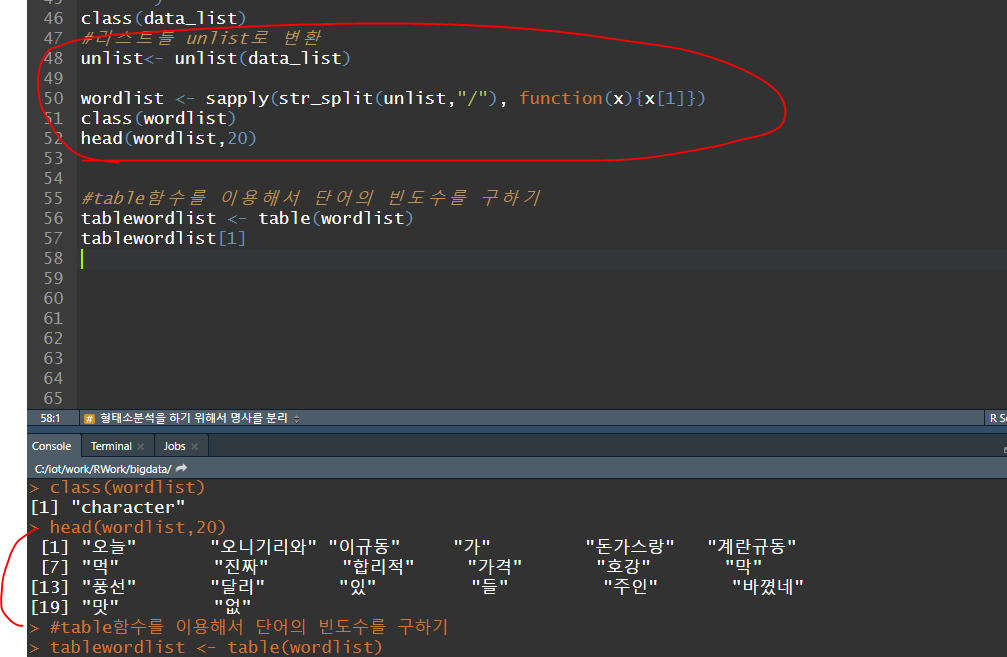 46 class(data_list)
47 #리스트를 unlist로 변환
48 unlist<- unlist(data_list)
49
50 wordlist <- sapply(str_split(unlist,"/"), function(x){x[1]})
51 class(wordlist)
52 head(wordlist,20)
53
54
55 #table함수를 이용해서 단어의 빈도수를 구하기
56 tablewordlist <- table(wordlist)
57 tablewordlist[1]
58
59
60
61
62
63
64
65
58:1 # 형태소분석을 하기 위해서 명사를 분리
Console Terminal Jobs
C:/iot/work/RWork/bigdata/
> class(wordlist)
[1] "character"
> head(wordlist,20)
[1] "오늘" "오니기리와" "이규동" "가" "돈가스랑" "계란규동"
[7] "먹" "진짜" "합리적" "가격" "호강" "막"
[13] "풍선" "달리" "있" "들" "주인" "바꼈네"
[19] "맛" "없"
> #table함수를 이용해서 단어의 빈도수를 구하기
> tablewordlist <- table(wordlist)